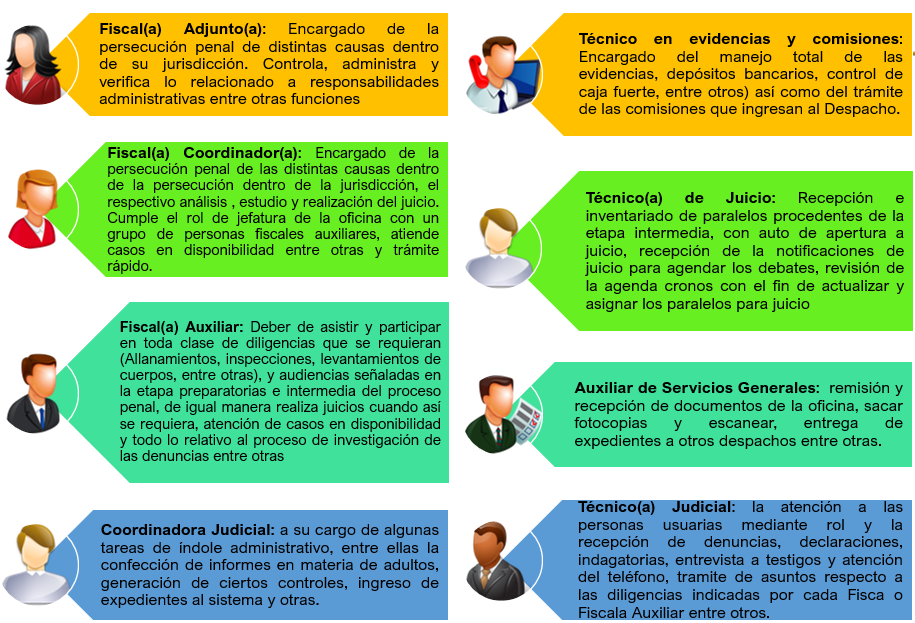 Fiscal(a) Adjunto(a): Encargado de la
persecución penal de distintas causas dentro
de su jurisdicción. Controla, administra y
verifica lo relacionado a responsabilidades
administrativas entre otras funciones
Fiscal(a) Coordinador(a): Encargado de la
persecución penal de las distintas causas dentro
de la persecución dentro de la jurisdicción, el
respectivo análisis , estudio y realización del juicio.
Cumple el rol de jefatura de la oficina con un
grupo de personas fiscales auxiliares, atiende
casos en disponibilidad entre otras y trámite
rápido.
Fiscal(a) Auxiliar: Deber de asistir y participar
en toda clase de diligencias que se requieran
(Allanamientos, inspecciones, levantamientos de
cuerpos, entre otras), y audiencias señaladas en
la etapa preparatorias e intermedia del proceso
penal, de igual manera realiza juicios cuando así
se requiera, atención de casos en disponibilidad
y todo lo relativo al proceso de investigación de
las denuncias entre otras
Coordinadora Judicial: a su cargo de algunas
tareas de índole administrativo, entre ellas la
confección de informes en materia de adultos,
generación de ciertos controles, ingreso de
expedientes al sistema y otras.
Técnico en evidencias y comisiones:
Encargado del manejo total de las
evidencias, depósitos bancarios, control de
caja fuerte, entre otros) así como del trámite
de las comisiones que ingresan al Despacho.
Técnico(a) de Juicio: Recepción e
inventariado de paralelos procedentes de la
etapa intermedia, con auto de apertura a
juicio, recepción de la notificaciones de
juicio para agendar los debates, revisión de
la agenda cronos con el fin de actualizar y
asignar los paralelos para juicio
Auxiliar de Servicios Generales: remisión y
recepción de documentos de la oficina, sacar
fotocopias y escanear, entrega de
expedientes a otros despachos entre otras.
Técnico(a) Judicial: la atención a las
personas usuarias mediante rol y la
recepción de denuncias, declaraciones,
indagatorias, entrevista a testigos y atención
del teléfono, tramite de asuntos respecto a
las diligencias indicadas por cada Fisca o
Fiscala Auxiliar entre otros.